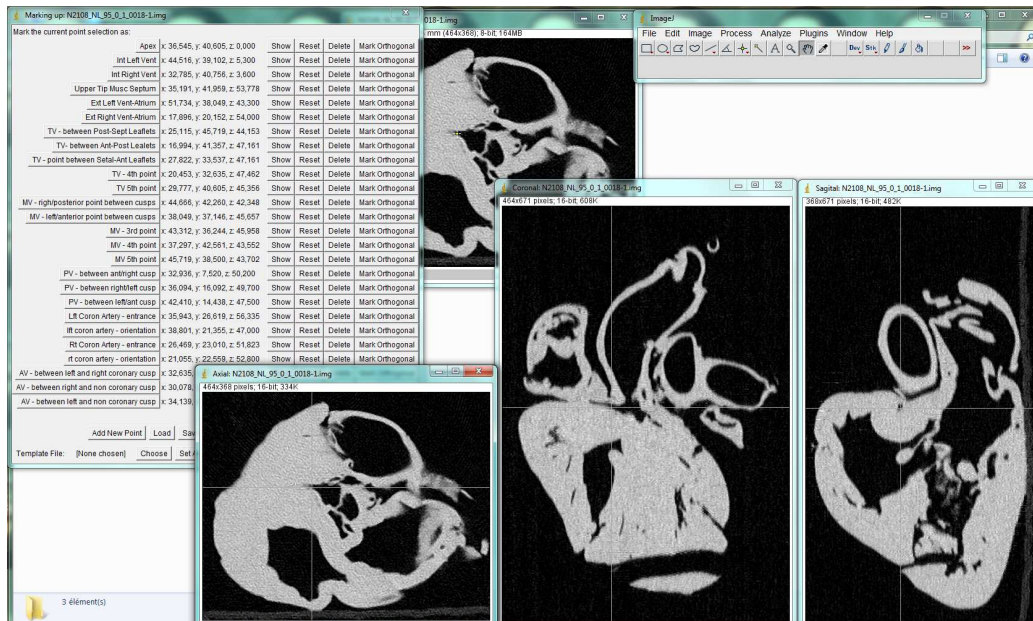 Marking up: N2108_NL_95_0_1_0018-1.img
Mark the current point selection as:
Apex x: 36,545, y: 40,605, z: 0,000 Show Reset Delete Mark Orthogonal
Int Left Vent x: 44,516, y: 39,102, z: 5,300 Show Reset Delete Mark Orthogonal
Int Right Vent x: 32,785, y: 40,756, z: 3,600 Show Reset Delete Mark Orthogonal
Upper Tip Musc Septum x: 35,191, y: 41,959, z: 53,778 Show Reset Delete Mark Orthogonal
Ext Left Vent-Atrium x: 51,734, y: 38,049, z: 43,300 Show Reset Delete Mark Orthogonal
Ext Right Vent-Atrium x: 17,896, y: 20,152, z: 54,000 Show Reset Delete Mark Orthogonal
TV - between Post-Sept Leaflets x: 25,115, y: 45,719, z: 44,153 Show Reset Delete Mark Orthogonal
TV- between Ant-Post Lealets x: 16,994, y: 41,357, z: 47,161 Show Reset Delete Mark Orthogonal
TV - point between Setal-Ant Leaflets x: 27,822, y: 33,537, z: 47,161 Show Reset Delete Mark Orthogonal
TV - 4th point x: 20,453, y: 32,635, z: 47,462 Show Reset Delete Mark Orthogonal
TV 5th point x: 29,777, y: 40,605, z: 45,356 Show Reset Delete Mark Orthogonal
MV - righ/posterior point between cusps x: 44,666, y: 42,260, z: 42,348 Show Reset Delete Mark Orthogonal
MV - left/anterior point between cuspps x: 38,049, y: 37,146, z: 45,657 Show Reset Delete Mark Orthogonal
MV - 3rd point x: 43,312, y: 36,244, z: 45,958 Show Reset Delete Mark Orthogonal
MV - 4th point x: 37,297, y: 42,561, z: 43,552 Show Reset Delete Mark Orthogonal
MV 5th point x: 45,719, y: 38,500, z: 43,702 Show Reset Delete Mark Orthogonal
PV - between ant/right cusp x: 32,936, y: 7,520, z: 50,200 Show Reset Delete Mark Orthogonal
PV - between right/left cusp x: 36,094, y: 16,092, z: 49,700 Show Reset Delete Mark Orthogonal
PV - between left/ant cusp x: 42,410, y: 14,438, z: 47,500 Show Reset Delete Mark Orthogonal
Lft Coron Artery - entrance x: 35,943, y: 26,619, z: 56,335 Show Reset Delete Mark Orthogonal
lft coron artery - orientation x: 38,801, y: 21,355, z: 47,000 Show Reset Delete Mark Orthogonal
Rt Coron Artery - entrance x: 26,469, y: 23,010, z: 51,823 Show Reset Delete Mark Orthogonal
rt coron artery - orientation x: 21,055, y: 22,559, z: 52,800 Show Reset Delete Mark Orthogonal
AV - between left and right coronary cusp x: 32,635,
AV - between right and non coronary cusp x: 30,078,
AV - between left and non coronary cusp x: 34,139,
Add New Point Load Sav
Template File: [None chosen] Choose Set A
3 élément(s)
018-1.img
mm (464x368); 8-bit; 164MB
ImageJ
File Edit Image Process Analyze Plugins Window Help
Dev Stk >>
Coronal: N2108_NL_95_0_1_0018-1.img
464x671 pixels; 16-bit; 608K
Sagital: N2108_NL_95_0_1_0018-1.img
368x671 pixels; 16-bit; 482K
Axial: N2108_NL_95_0_1_0018-1.img
464x368 pixels; 16-bit; 334K